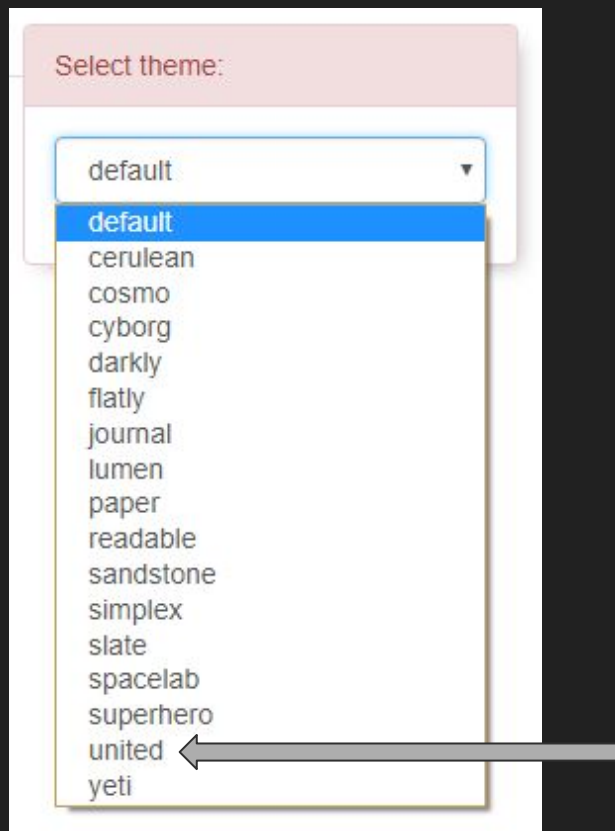 Select theme:
default
default
cerulean
cosmo
cyborg
darkly
flatly
journal
lumen
paper
readable
sandstone
simplex
slate
spacelab
superhero
united
yeti